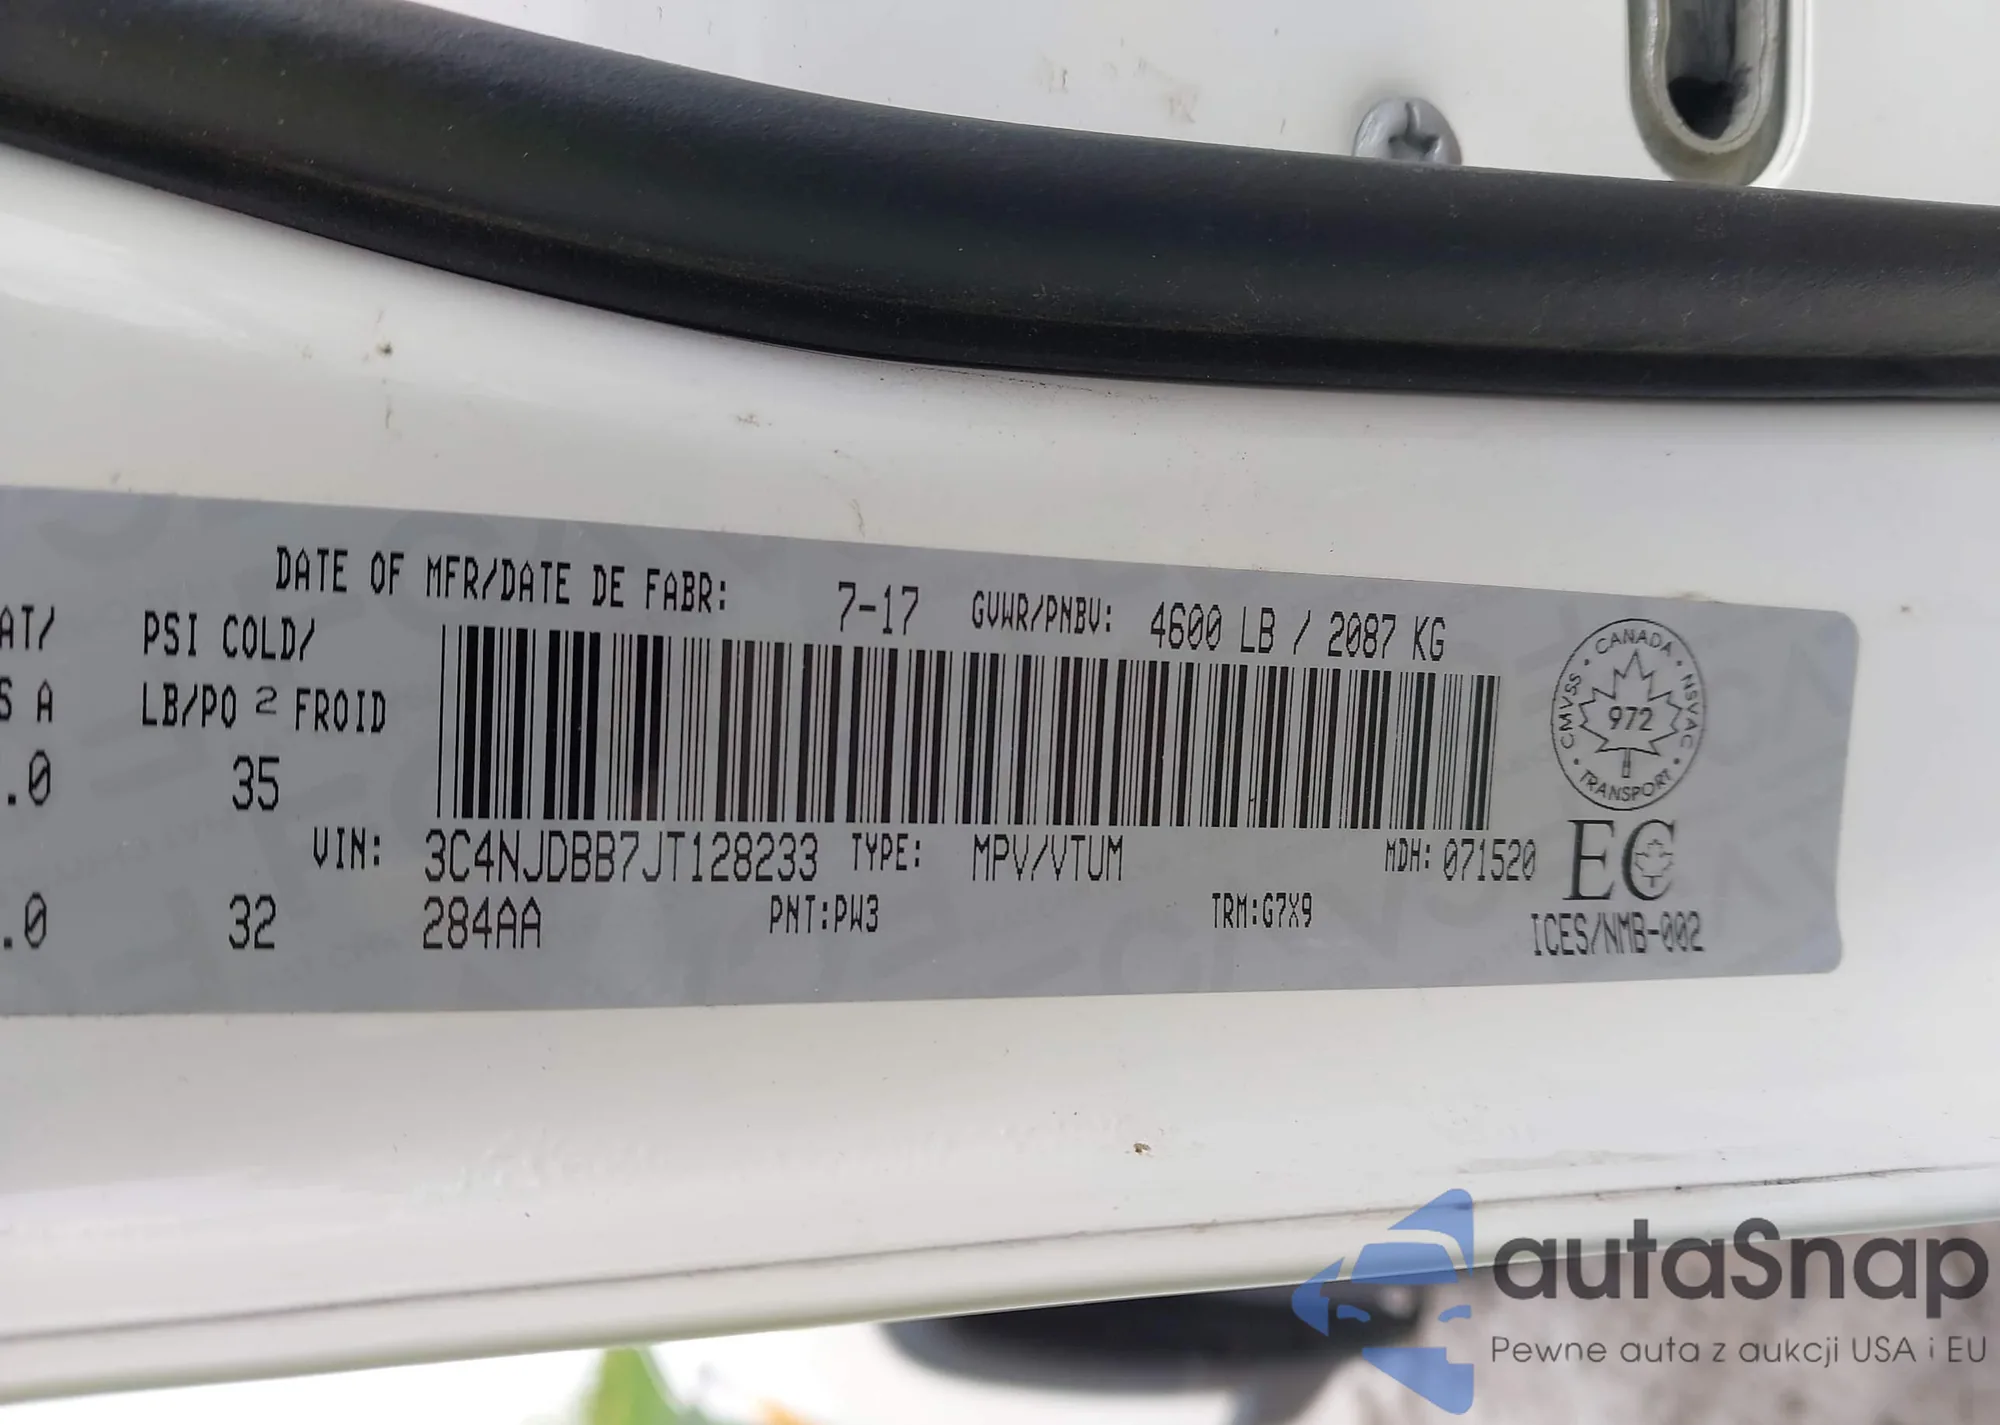 DATE OF MFR/DATE DE FABR: 7-17 GVWR/PNBV: 4600 LB / 2087 KG
AT/ PSI COLD/
S A LB/PO 2 FROID
.0 35
VIN: 3C4NJDBB7JT128233 TYPE: MPV/VTUM MDH: 071520
.0 32 284AA PNT:PW3 TRM:G7X9
CANADA
CMVSS NSVAC
972
TRANSPORT
EC
ICES/NMB-002
autaSnap
Pewne auta z aukcji USA i EU